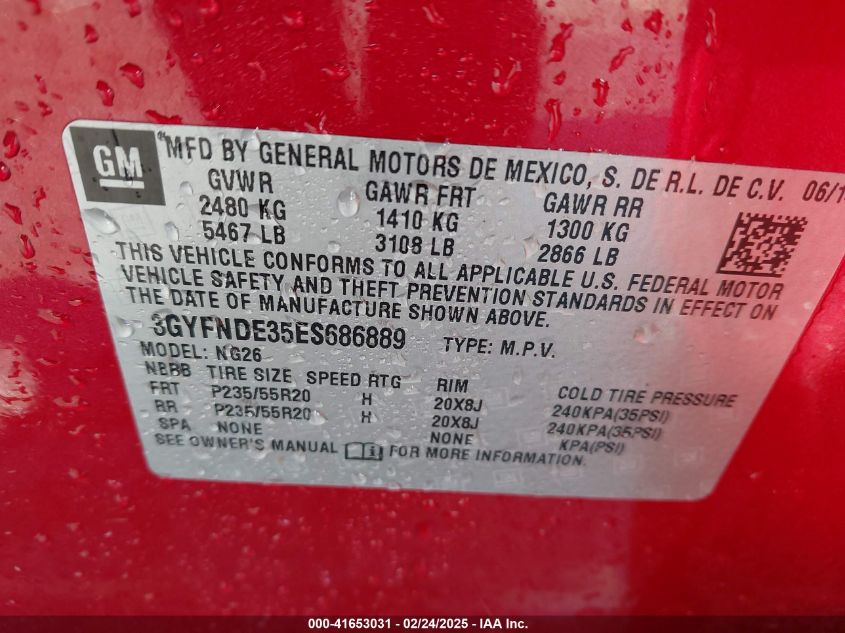 GM
"MFD BY GENERAL MOTORS DE MEXICO, S. DE R.L. DE C.V. 06/1
GVWR GAWR FRT GAWR RR
2480 KG 1410 KG 1300 KG
5467 LB 3108 LB 2866 LB
THIS VEHICLE CONFORMS TO ALL APPLICABLE U.S. FEDERAL MOTOR
VEHICLE SAFETY AND THEFT PREVENTION STANDARDS IN EFFECT ON
THE DATE OF MANUFACTURE SHOWN ABOVE.
3GYFNDE35ES686889 TYPE: M.P.V.
MODEL: NG26
NBBB TIRE SIZE SPEED RTG RIM COLD TIRE PRESSURE
FRT P235/55R20 H 20X8J 240KPA(35PSI)
RR P235/55R20 H 20X8J 240KPA(35PSI)
SPA NONE NONE KPA(PSI)
SEE OWNER'S MANUAL FOR MORE INFORMATION.
000-41653031 - 02/24/2025 - IAA Inc.